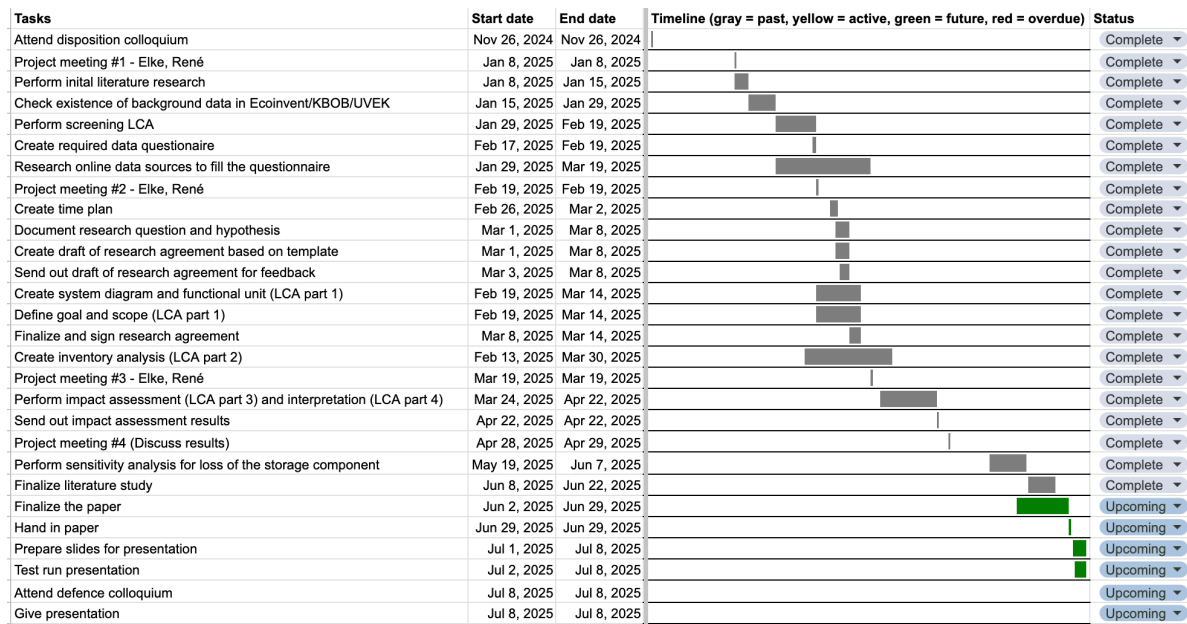 Tasks Start date End date Timeline (gray = past, yellow = active, green = future, red = overdue) Status
Attend disposition colloquium Nov 26, 2024 Nov 26, 2024 Complete
Project meeting #1 - Elke, René Jan 8, 2025 Jan 8, 2025 Complete
Perform inital literature research Jan 8, 2025 Jan 15, 2025 Complete
Check existence of background data in Ecoinvent/KBOB/UVEK Jan 15, 2025 Jan 29, 2025 Complete
Perform screening LCA Jan 29, 2025 Feb 19, 2025 Complete
Create required data questionaire Feb 17, 2025 Feb 19, 2025 Complete
Research online data sources to fill the questionnaire Jan 29, 2025 Mar 19, 2025 Complete
Project meeting #2 - Elke, René Feb 19, 2025 Feb 19, 2025 Complete
Create time plan Feb 26, 2025 Mar 2, 2025 Complete
Document research question and hypothesis Mar 1, 2025 Mar 8, 2025 Complete
Create draft of research agreement based on template Mar 1, 2025 Mar 8, 2025 Complete
Send out draft of research agreement for feedback Mar 3, 2025 Mar 8, 2025 Complete
Create system diagram and functional unit (LCA part 1) Feb 19, 2025 Mar 14, 2025 Complete
Define goal and scope (LCA part 1) Feb 19, 2025 Mar 14, 2025 Complete
Finalize and sign research agreement Mar 8, 2025 Mar 14, 2025 Complete
Create inventory analysis (LCA part 2) Feb 13, 2025 Mar 30, 2025 Complete
Project meeting #3 - Elke, René Mar 19, 2025 Mar 19, 2025 Complete
Perform impact assessment (LCA part 3) and interpretation (LCA part 4) Mar 24, 2025 Apr 22, 2025 Complete
Send out impact assessment results Apr 22, 2025 Apr 22, 2025 Complete
Project meeting #4 (Discuss results) Apr 28, 2025 Apr 29, 2025 Complete
Perform sensitivity analysis for loss of the storage component May 19, 2025 Jun 7, 2025 Complete
Finalize literature study Jun 8, 2025 Jun 22, 2025 Complete
Finalize the paper Jun 2, 2025 Jun 29, 2025 Upcoming
Hand in paper Jun 29, 2025 Jun 29, 2025 Upcoming
Prepare slides for presentation Jul 1, 2025 Jul 8, 2025 Upcoming
Test run presentation Jul 2, 2025 Jul 8, 2025 Upcoming
Attend defence colloquium Jul 8, 2025 Jul 8, 2025 Upcoming
Give presentation Jul 8, 2025 Jul 8, 2025 Upcoming